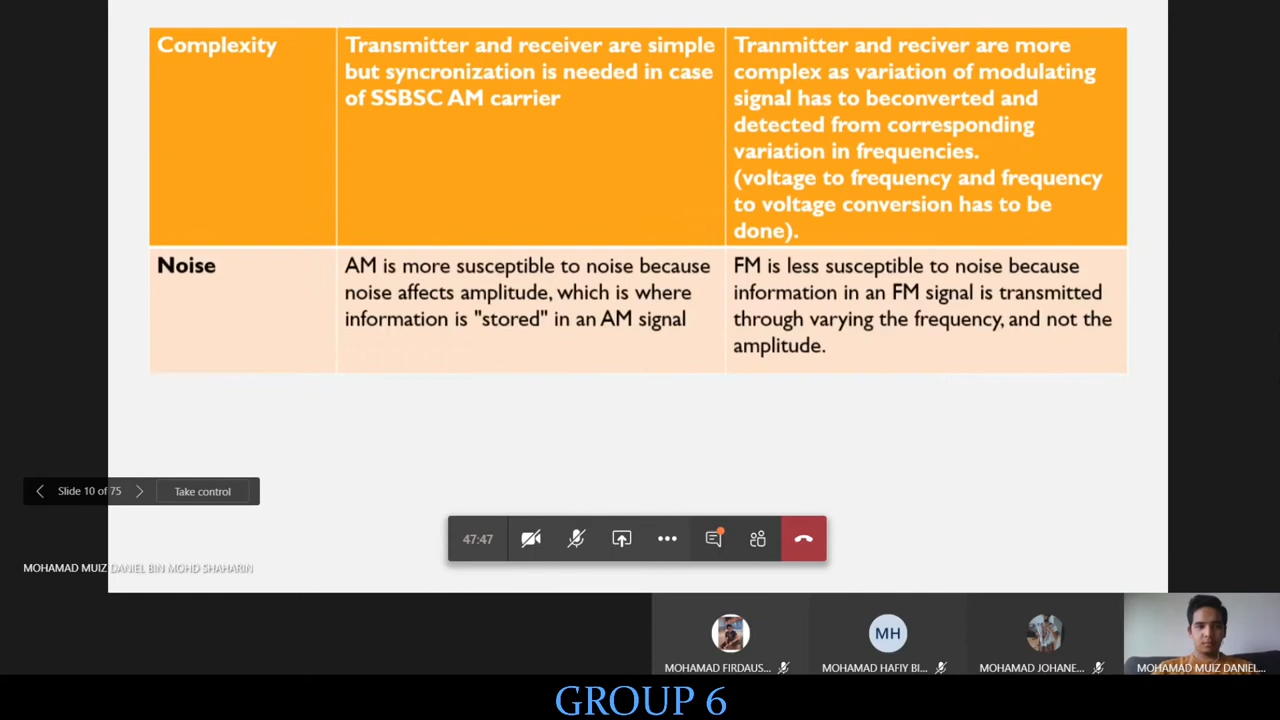 Complexity
Transmitter and receiver are simple
but syncronization is needed in case
of SSBSC AM carrier
Tranmitter and reciver are more
complex as variation of modulating
signal has to beconverted and
detected from corresponding
variation in frequencies.
(voltage to frequency and frequency
to voltage conversion has to be
done).
Noise
AM is more susceptible to noise because
noise affects amplitude, which is where
information is "stored" in an AM signal
FM is less susceptible to noise because
information in an FM signal is transmitted
through varying the frequency, and not the
amplitude.
Slide 10 of 75
Take control
47:47
MOHAMAD MUIZ DANIEL BIN MOHD SHAHARIN
MH
MOHAMAD FIRDAUS...
MOHAMAD HAFIY BI...
MOHAMAD JOHANE...
MOHAMAD MUIZ DANIEL...
GROUP 6